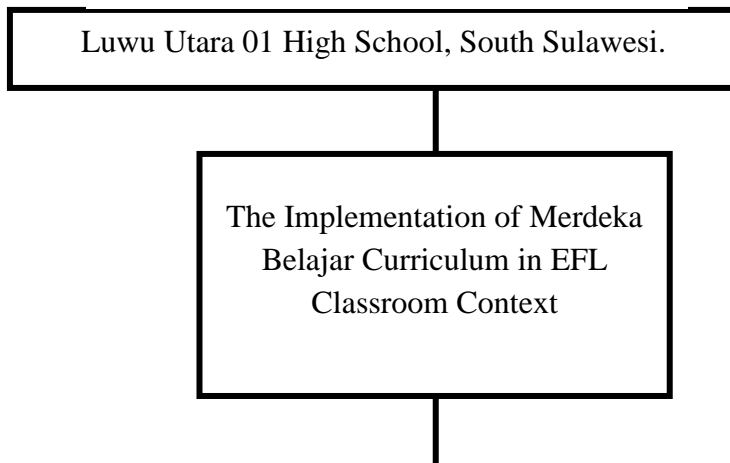 Luwu Utara 01 High School, South Sulawesi.
The Implementation of Merdeka
Belajar Curriculum in EFL
Classroom Context